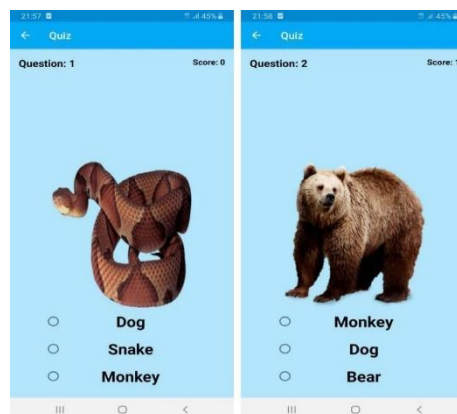 21:57 45%
← Quiz
Question: 1 Score: 0
Dog
Snake
Monkey
21:58 45%
← Quiz
Question: 2 Score: 1
Monkey
Dog
Bear